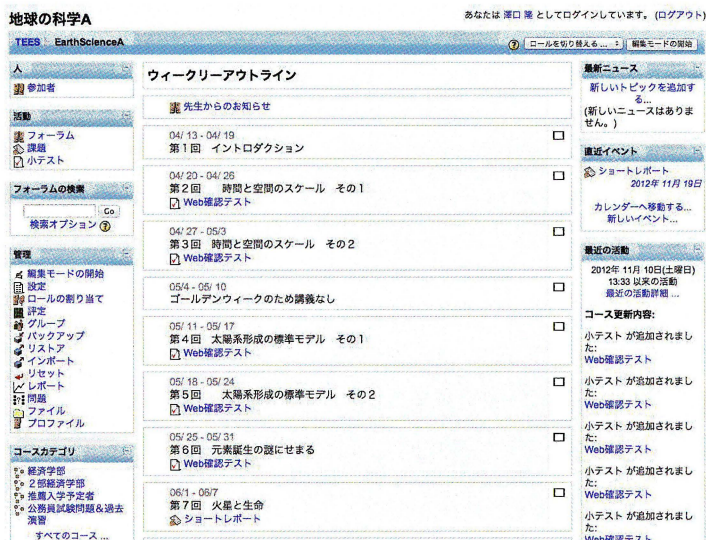 地球の科学A
あなたは 澤口 隆 としてログインしています。 (ログアウト)
TEES
EarthScienceA
ロールを切り替える ...
編集モードの開始
人
参加者
活動
フォーラム
課題
小テスト
フォーラムの検索
Go
検索オプション
管理
編集モードの開始
設定
ロールの割り当て
評定
グループ
バックアップ
リストア
インポート
リセット
レポート
問題
ファイル
プロファイル
コースカテゴリ
経済学部
2部経済学部
推薦入学予定者
公務員試験問題&過去
演習
すべてのコース ...
ウィークリーアウトライン
先生からのお知らせ
04/ 13 - 04/ 19
第1回 イントロダクション
04/ 20 - 04/ 26
第2回 時間と空間のスケール その1
Web確認テスト
04/ 27 - 05/3
第3回 時間と空間のスケール その2
Web確認テスト
05/4 - 05/ 10
ゴールデンウィークのため講義なし
05/ 11 - 05/ 17
第4回 太陽系形成の標準モデル その1
Web確認テスト
05/ 18 - 05/ 24
第5回 太陽系形成の標準モデル その2
Web確認テスト
05/ 25 - 05/ 31
第6回 元素誕生の謎にせまる
Web確認テスト
06/1 - 06/7
第7回 火星と生命
ショートレポート
最新ニュース
新しいトピックを追加す
る...
(新しいニュースはありま
せん。)
直近イベント
ショートレポート
2012年 11月 19日
カレンダーへ移動する...
新しいイベント...
最近の活動
2012年 11月 10日(土曜日)
13:33 以来の活動
最近の活動詳細 ...
コース更新内容:
小テスト が追加されまし
た:
Web確認テスト
小テスト が追加されまし
た:
Web確認テスト
小テスト が追加されまし
た:
Web確認テスト
小テスト が追加されまし
た:
Web確認テスト
小テスト が追加されまし
た:
Web確認テスト